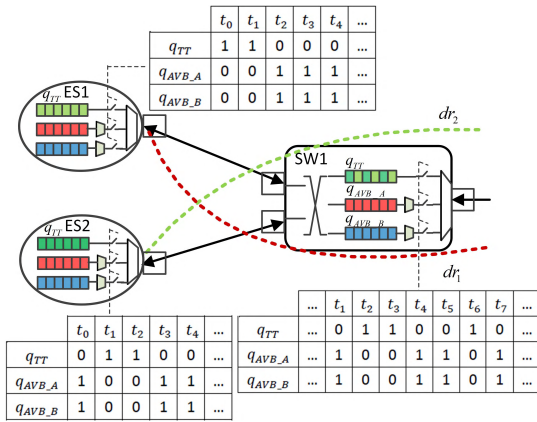 t0 t1 t2 t3 t4 ...
qTT 1 1 0 0 0 ...
qAVB_A 0 0 1 1 1 ...
qAVB_B 0 0 1 1 1 ...
qTT ES1
dr2
SW1
qTT
qAVB_A
qAVB_B
qTT ES2
dr1
t0 t1 t2 t3 t4 ...
qTT 0 1 1 0 0 ...
qAVB_A 1 0 0 1 1 ...
qAVB_B 1 0 0 1 1 ...
... t1 t2 t3 t4 t5 t6 t7 ...
qTT ... 0 1 1 0 0 1 0 ...
qAVB_A ... 1 0 0 1 1 0 1 ...
qAVB_B ... 1 0 0 1 1 0 1 ...